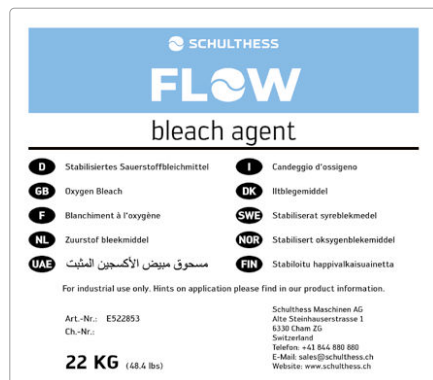 SCHULTHESS
FLOW
bleach agent
D Stabilisiertes Sauerstoffbleichmittel
GB Oxygen Bleach
F Blanchiment à l'oxygène
NL Zuurstof bleekmiddel
UAE مسحوق مبيض الأكسجين المثبت
I Candeggio d'ossigeno
DK Iltblegemiddel
SWE Stabiliserat syreblekmedel
NOR Stabilisert oksygenblekemiddel
FIN Stabiloitu happivalkaisuainetta
For industrial use only. Hints on application please find in our product information.
Art.-Nr.: E522853
Ch.-Nr.:
22 KG (48.4 lbs)
Schulthess Maschinen AG
Alte Steinhauserstrasse 1
6330 Cham ZG
Switzerland
Telefon: +41 844 880 880
E-Mail: sales@schulthess.ch
Website: www.schulthess.ch